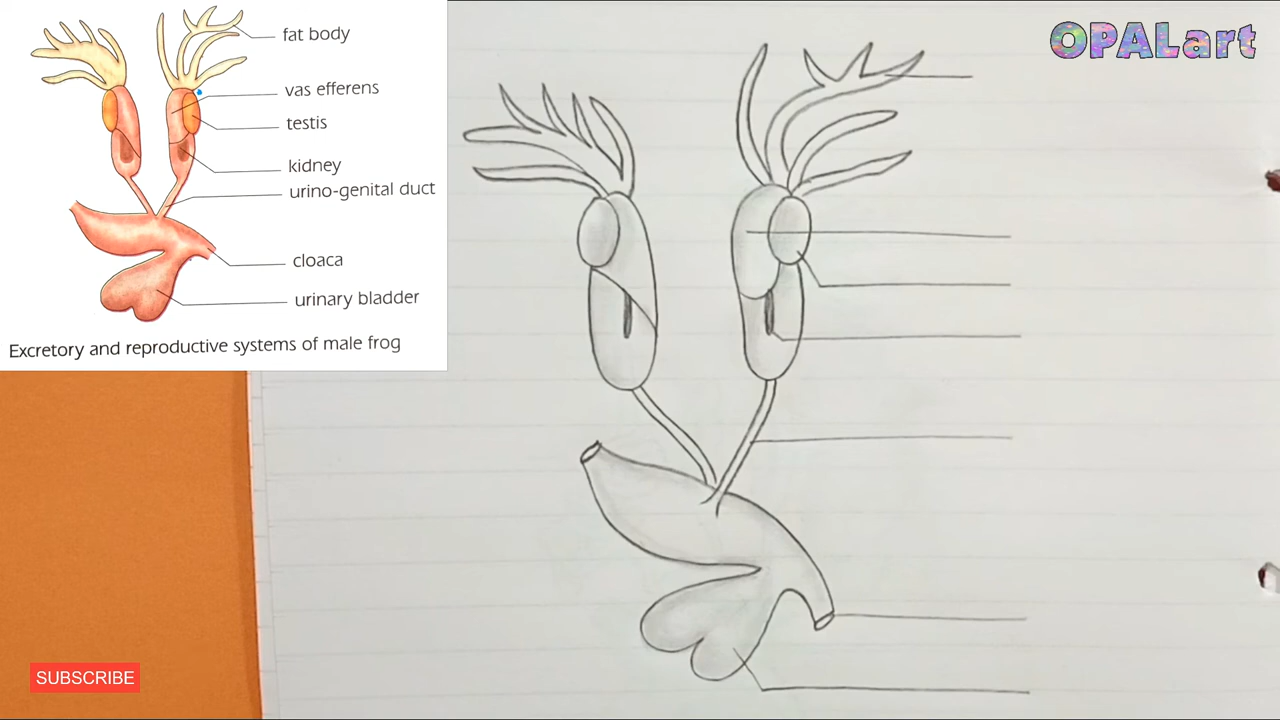 fat body
vas efferens
testis
kidney
urino-genital duct
cloaca
urinary bladder
Excretory and reproductive systems of male frog
OPALart
SUBSCRIBE